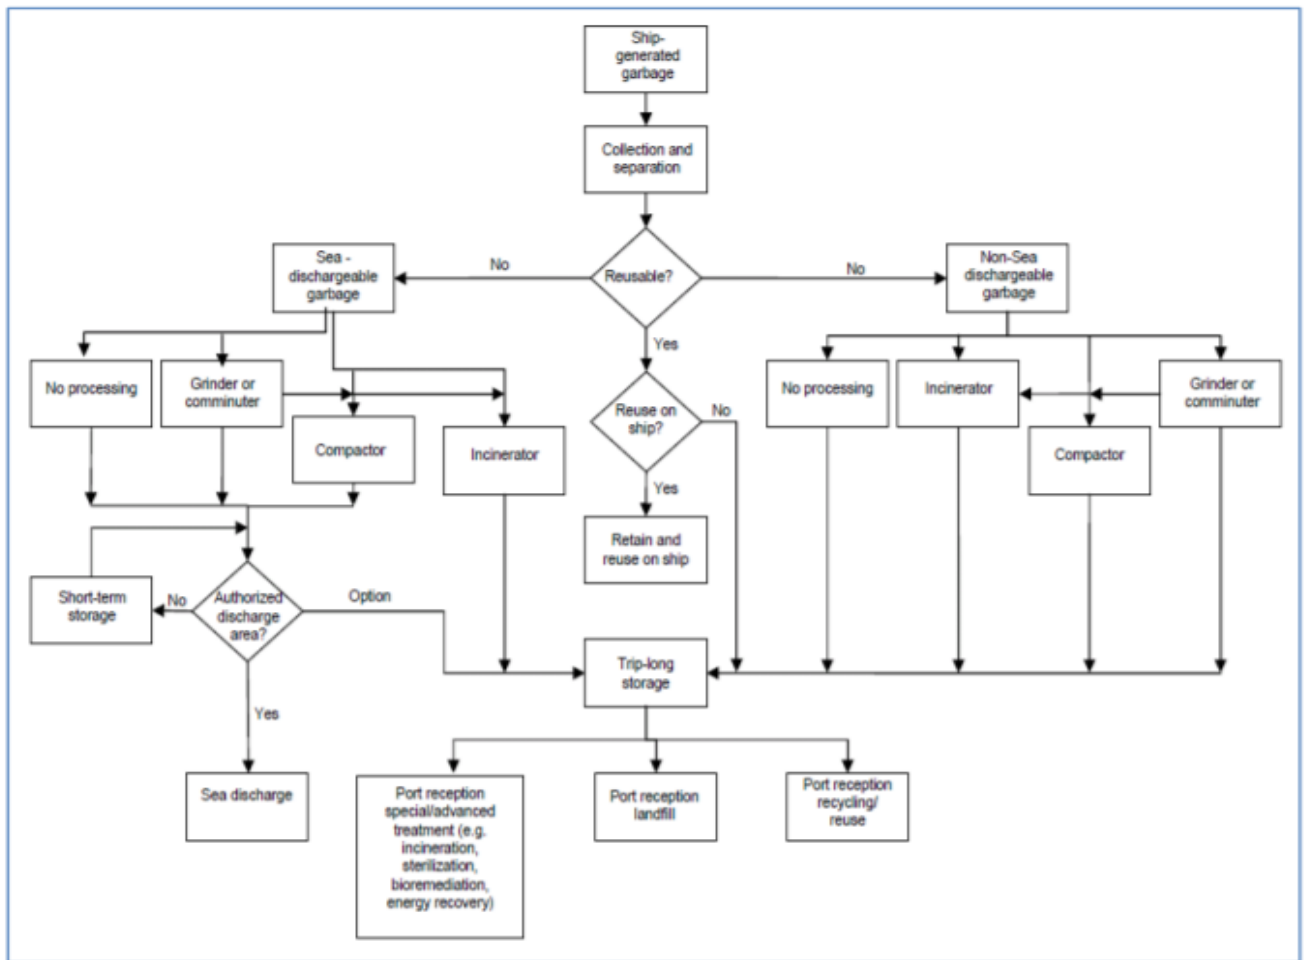 Ship-
generated
garbage
Collection and
separation
Sea -
dischargeable
garbage
No
Reusable?
No
Non-Sea
dischargeable
garbage
Yes
No processing
Grinder or
comminuter
Compactor
Incinerator
Reuse on
ship?
No
No processing
Incinerator
Compactor
Grinder or
comminuter
Yes
Retain and
reuse on ship
Short-term
storage
No
Authorized
discharge
area?
Option
Trip-long
storage
Yes
Sea discharge
Port reception
special/advanced
treatment (e.g.
incineration,
sterilization,
bioremediation,
energy recovery)
Port reception
landfill
Port reception
recycling/
reuse